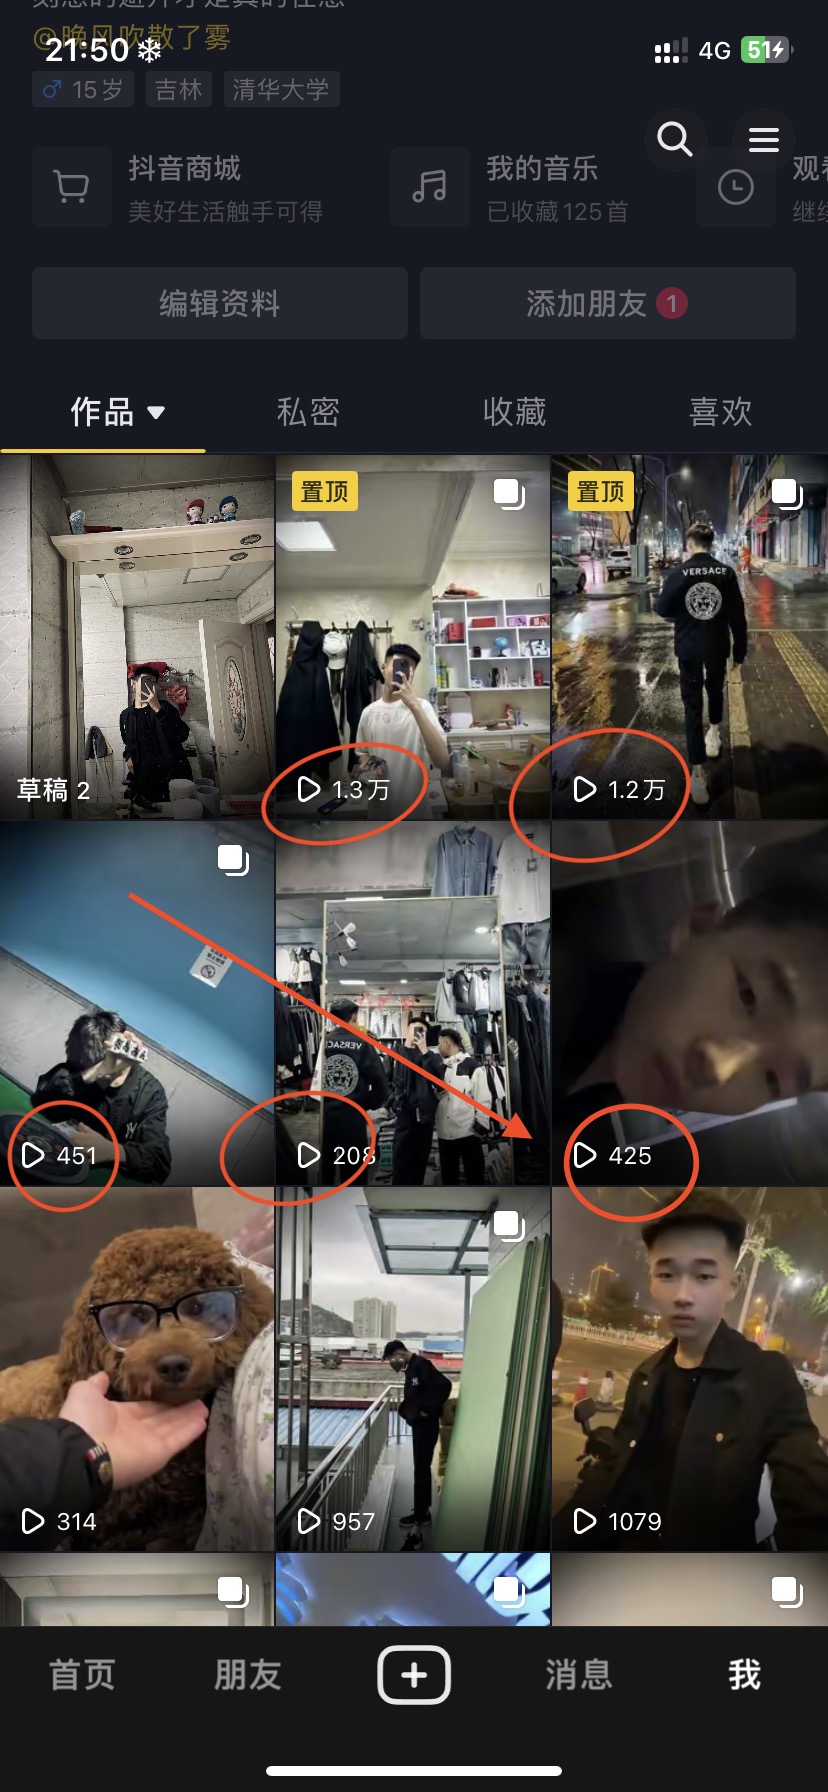 @晚风吹散了雾
21:50
4G
51
15岁
吉林
清华大学
抖音商城
美好生活触手可得
我的音乐
已收藏125首
编辑资料
添加朋友 1
作品
私密
收藏
喜欢
草稿 2
置顶
1.3万
置顶
VERSACE
1.2万
451
VERSACE
208
425
314
957
1079
首页
朋友
消息
我